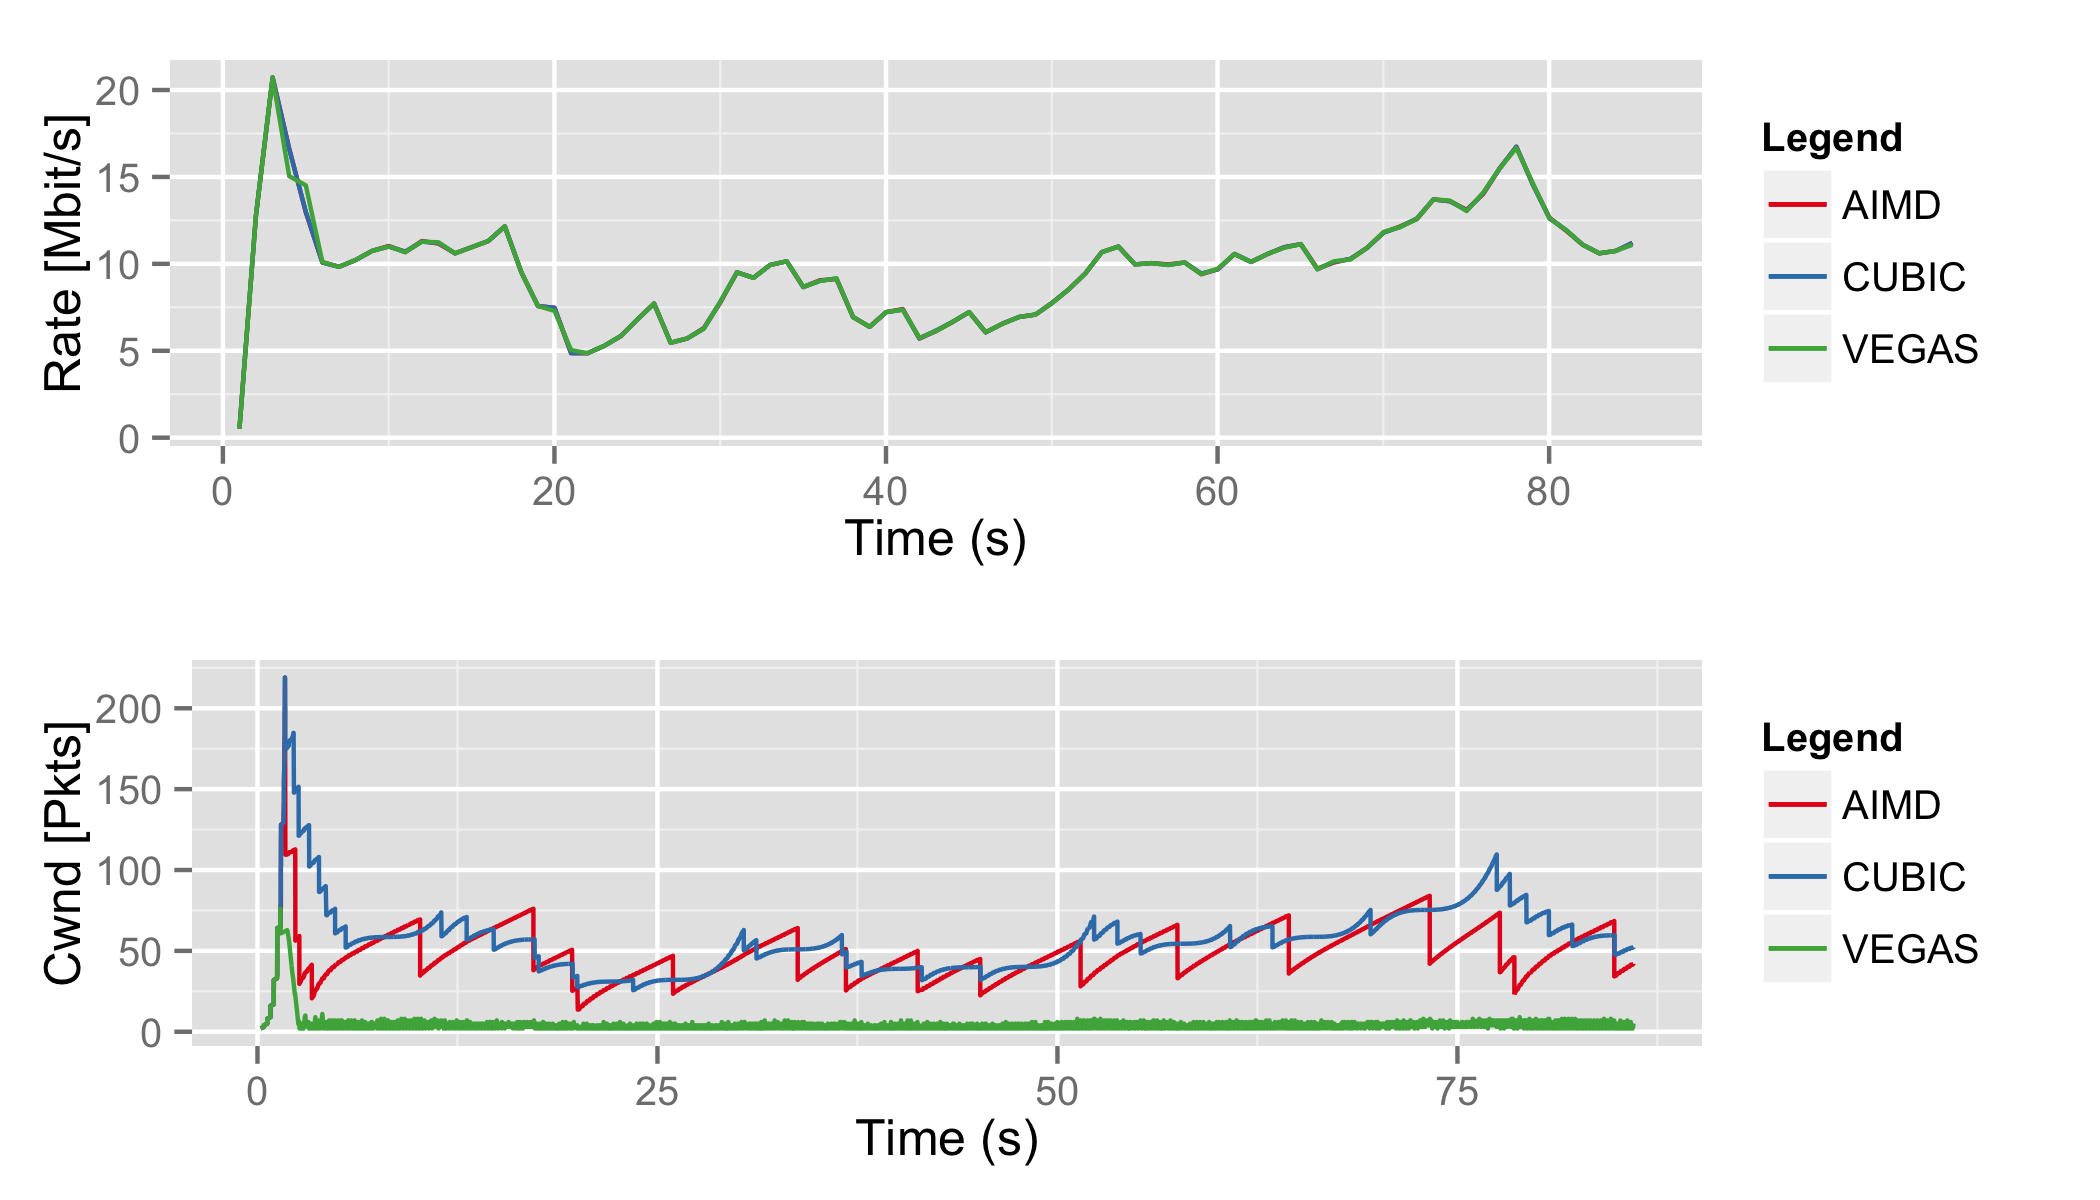 Rate [Mbit/s]
20
15
10
5
0
0 20 40 60 80
Time (s)
Legend
AIMD
CUBIC
VEGAS
Cwnd [Pkts]
200
150
100
50
0
0 25 50 75
Time (s)
Legend
AIMD
CUBIC
VEGAS